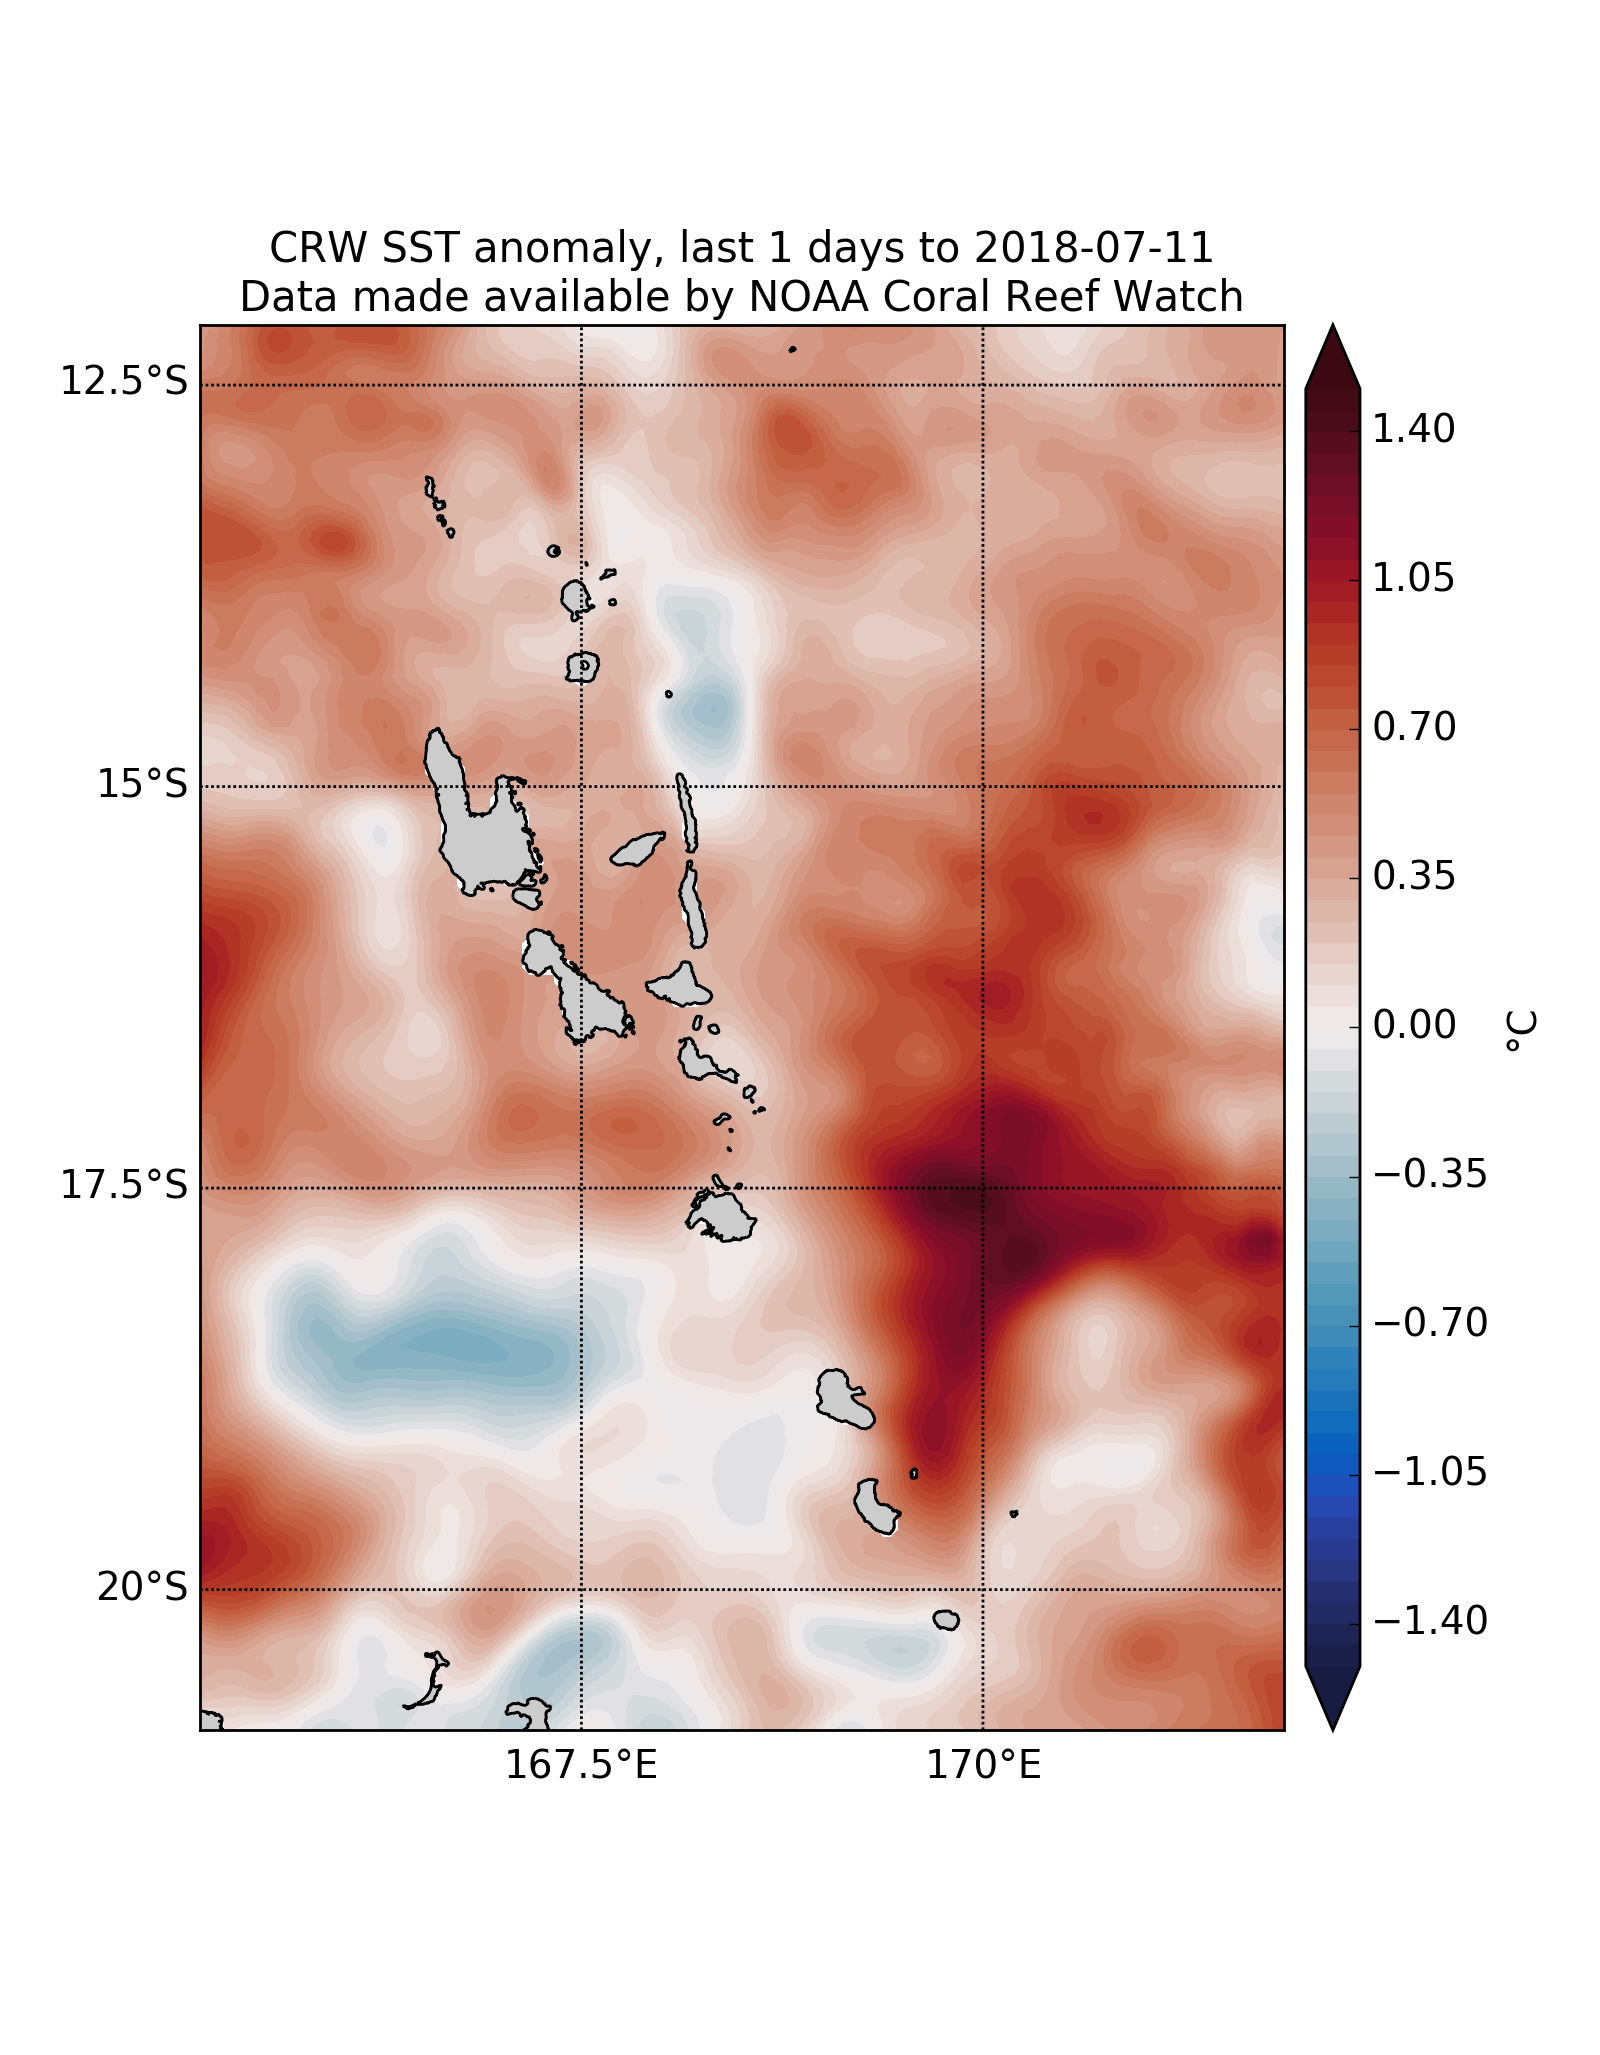 CRW SST anomaly, last 1 days to 2018-07-11
Data made available by NOAA Coral Reef Watch
12.5°S
15°S
17.5°S
20°S
167.5°E
170°E
1.40
1.05
0.70
0.35
0.00
−0.35
−0.70
−1.05
−1.40
°C